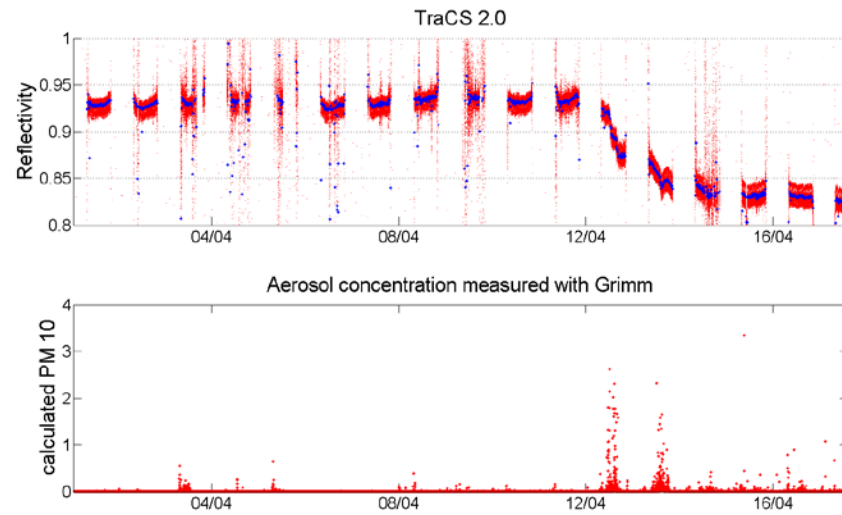 TraCS 2.0
Reflectivity
1
0.95
0.9
0.85
0.8
04/04 08/04 12/04 16/04
Aerosol concentration measured with Grimm
calculated PM 10
4
3
2
1
0
04/04 08/04 12/04 16/04